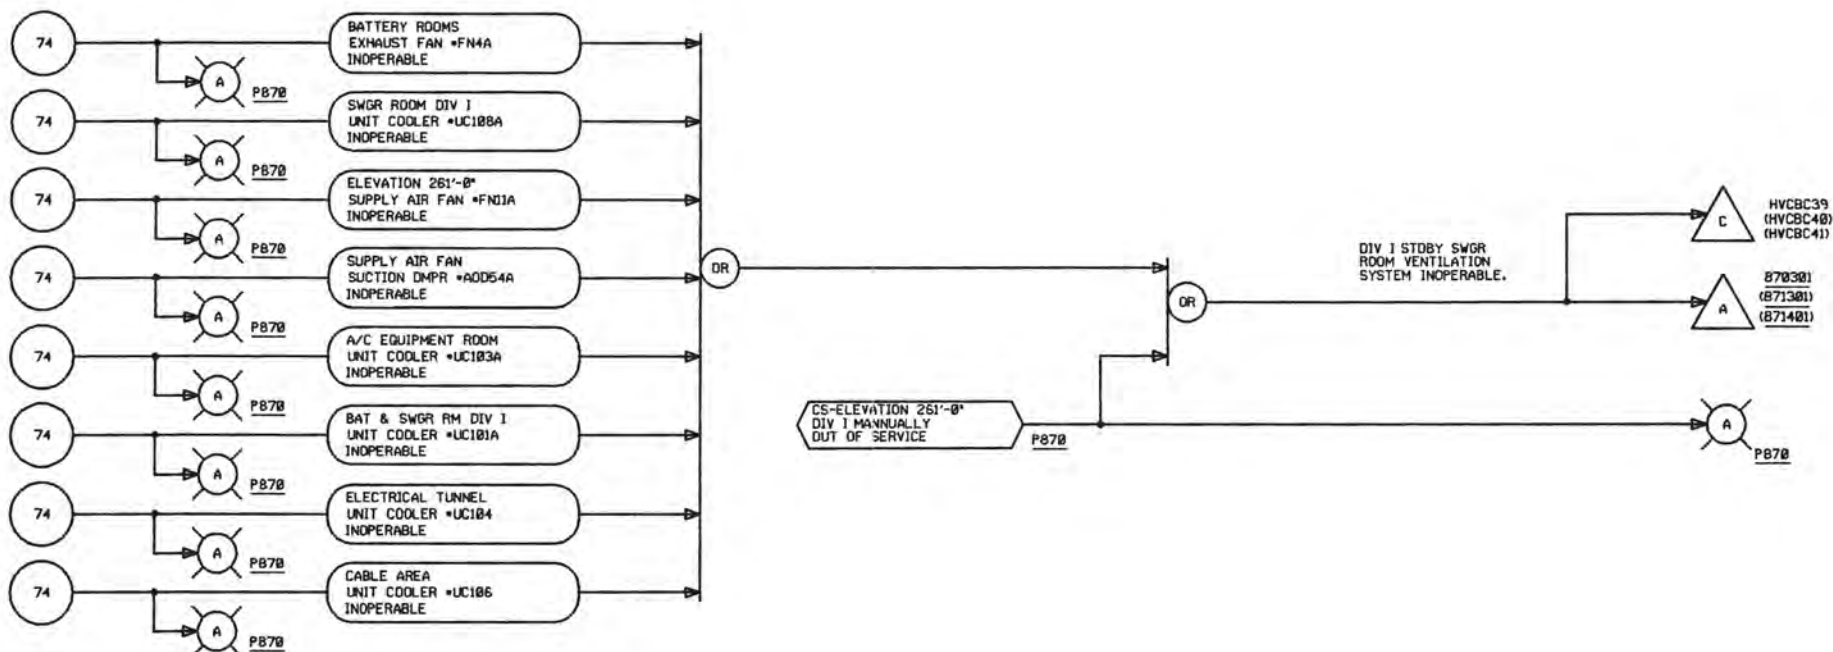 74
BATTERY ROOMS
EXHAUST FAN *FN4A
INOPERABLE
A
P870
74
SWGR ROOM DIV I
UNIT COOLER *UC108A
INOPERABLE
A
P870
74
ELEVATION 261'-0"
SUPPLY AIR FAN *FN11A
INOPERABLE
A
P870
74
SUPPLY AIR FAN
SUCTION DMPR *AOD54A
INOPERABLE
A
P870
74
A/C EQUIPMENT ROOM
UNIT COOLER *UC103A
INOPERABLE
A
P870
74
BAT & SWGR RM DIV I
UNIT COOLER *UC101A
INOPERABLE
A
P870
74
ELECTRICAL TUNNEL
UNIT COOLER *UC104
INOPERABLE
A
P870
74
CABLE AREA
UNIT COOLER *UC106
INOPERABLE
A
P870
OR
CS-ELEVATION 261'-0"
DIV I MANNUALLY
OUT OF SERVICE
P870
OR
DIV I STDBY SWGR
ROOM VENTILATION
SYSTEM INOPERABLE.
C
HVCBC39
(HVCBC40)
(HVCBC41)
A
870301
(871301)
(871401)
A
P870